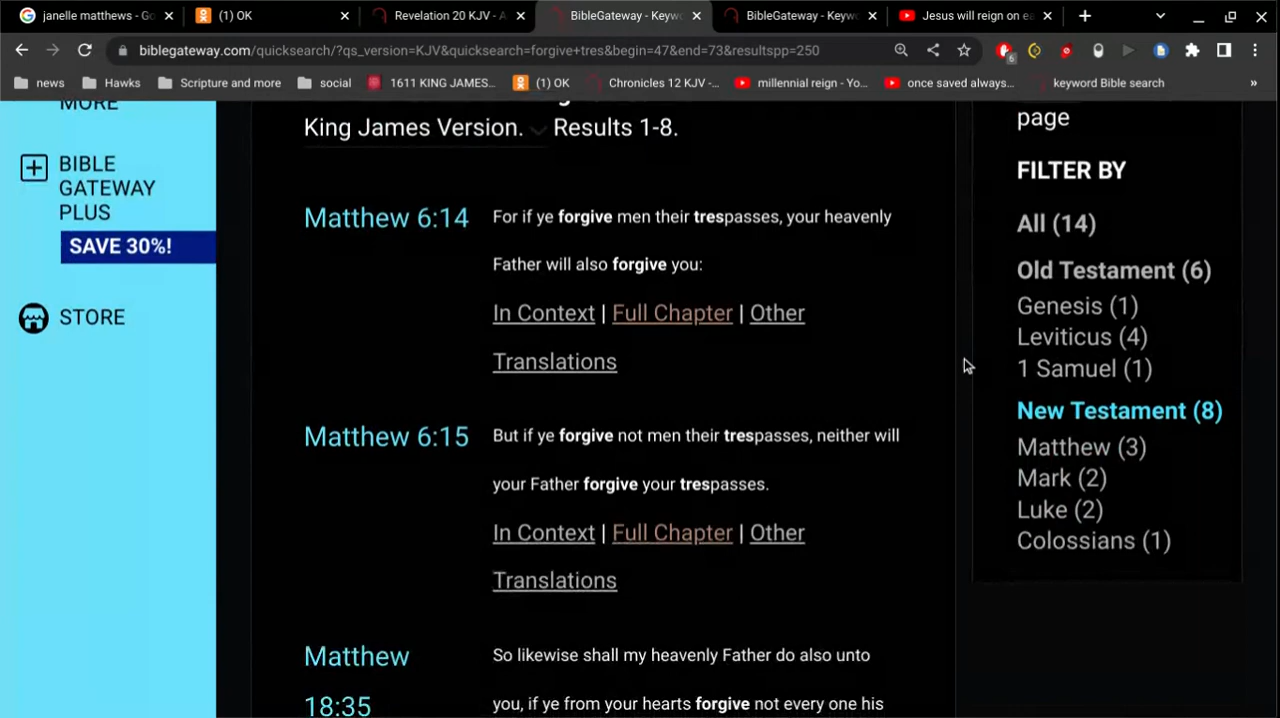 janelle matthews - Go
(1) OK
Revelation 20 KJV - A
BibleGateway - Keywo
BibleGateway - Keywo
Jesus will reign on ea
biblegateway.com/quicksearch/?qs_version=KJV&quicksearch=forgive+tres&begin=47&end=73&resultspp=250
6
news
Hawks
Scripture and more
social
1611 KING JAMES...
(1) OK
Chronicles 12 KJV -...
millennial reign - Yo...
once saved always...
keyword Bible search
»
MORE
BIBLE
GATEWAY
PLUS
SAVE 30%!
STORE
King James Version. Results 1-8.
Matthew 6:14
For if ye forgive men their trespasses, your heavenly
Father will also forgive you:
In Context | Full Chapter | Other
Translations
Matthew 6:15
But if ye forgive not men their trespasses, neither will
your Father forgive your trespasses.
In Context | Full Chapter | Other
Translations
Matthew
18:35
So likewise shall my heavenly Father do also unto
you, if ye from your hearts forgive not every one his
page
FILTER BY
All (14)
Old Testament (6)
Genesis (1)
Leviticus (4)
1 Samuel (1)
New Testament (8)
Matthew (3)
Mark (2)
Luke (2)
Colossians (1)